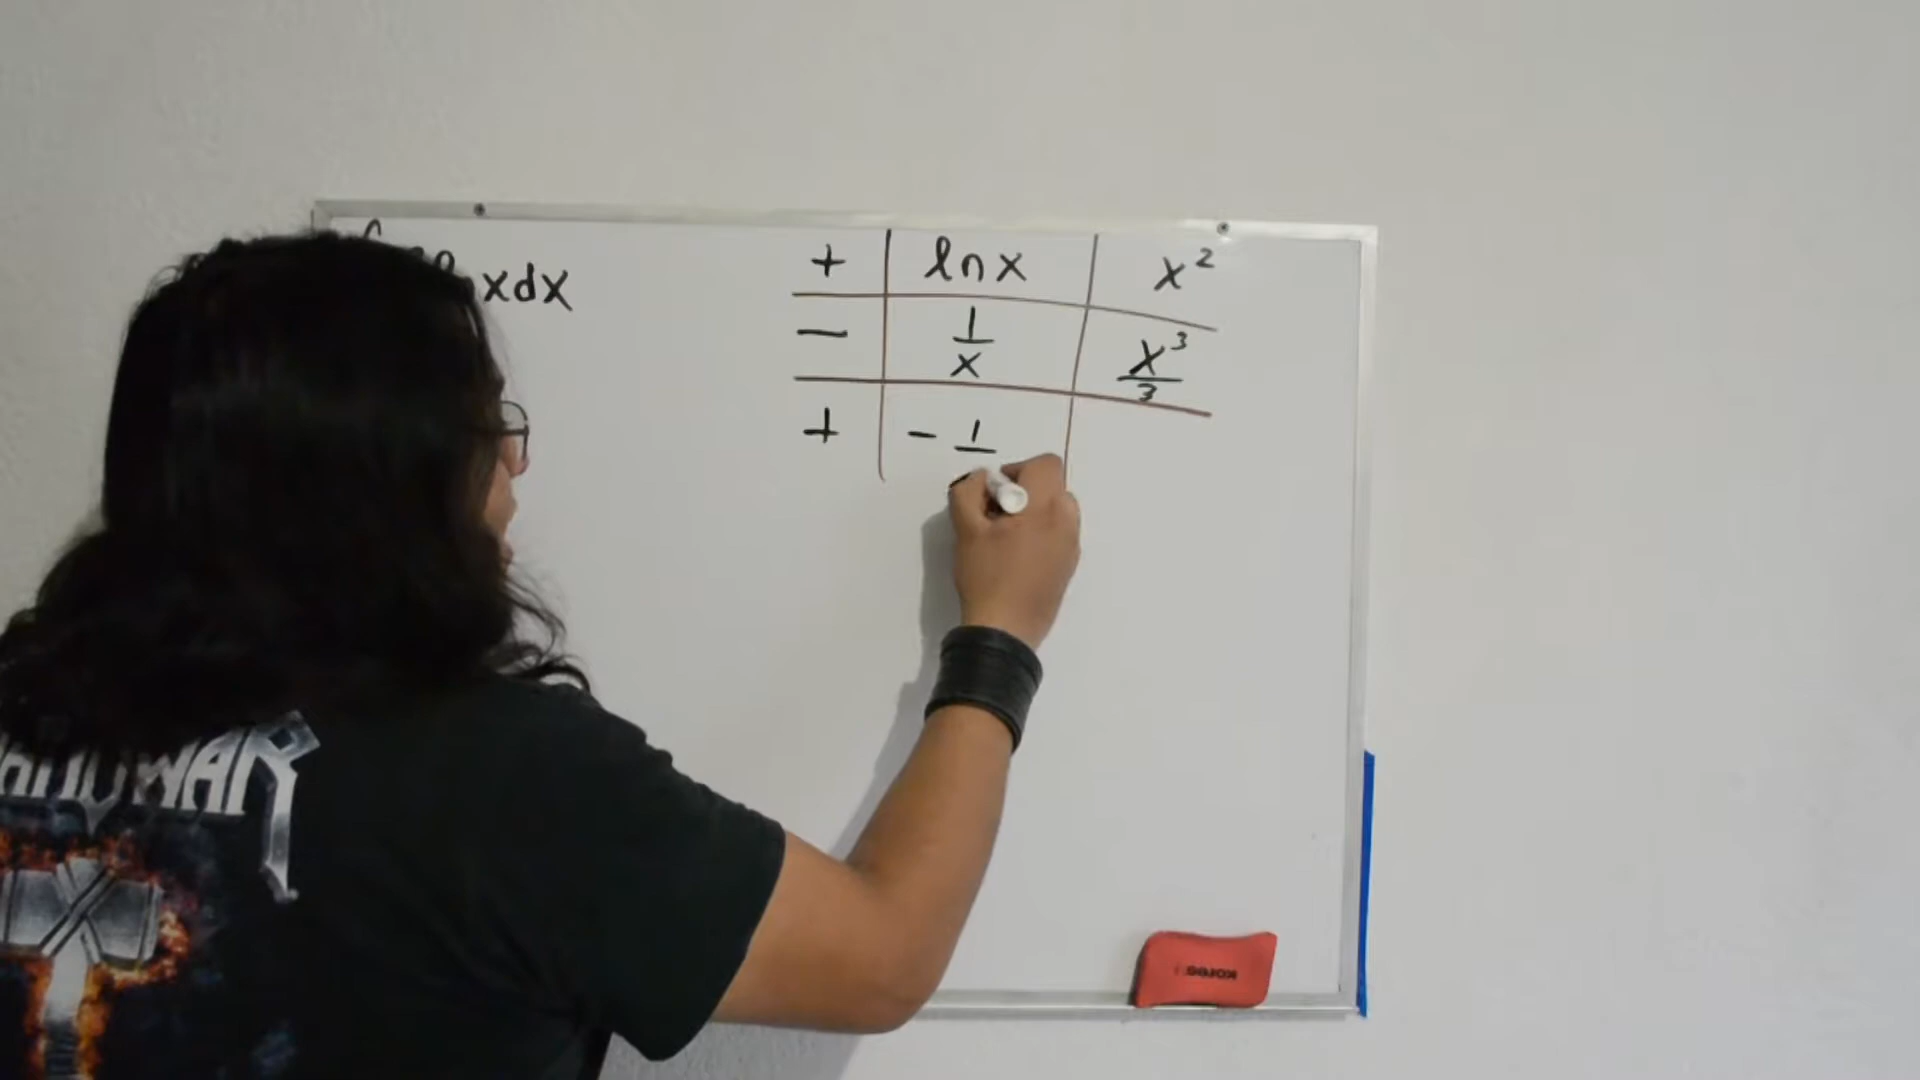 xdx
+ ln x x²
− 1/x x³/3
+ − 1